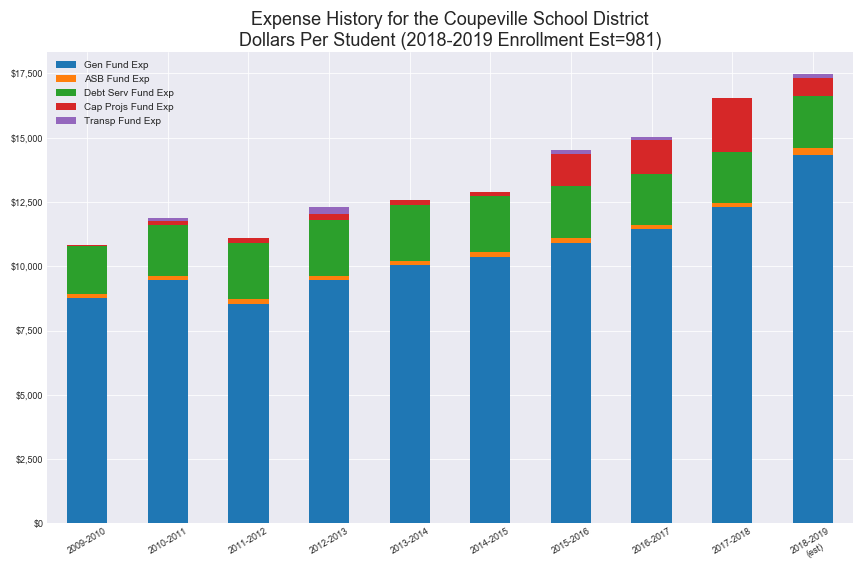 Expense History for the Coupeville School District
Dollars Per Student (2018-2019 Enrollment Est=981)
Gen Fund Exp
ASB Fund Exp
Debt Serv Fund Exp
Cap Projs Fund Exp
Transp Fund Exp
$17,500
$15,000
$12,500
$10,000
$7,500
$5,000
$2,500
$0
2009-2010
2010-2011
2011-2012
2012-2013
2013-2014
2014-2015
2015-2016
2016-2017
2017-2018
2018-2019
(est)